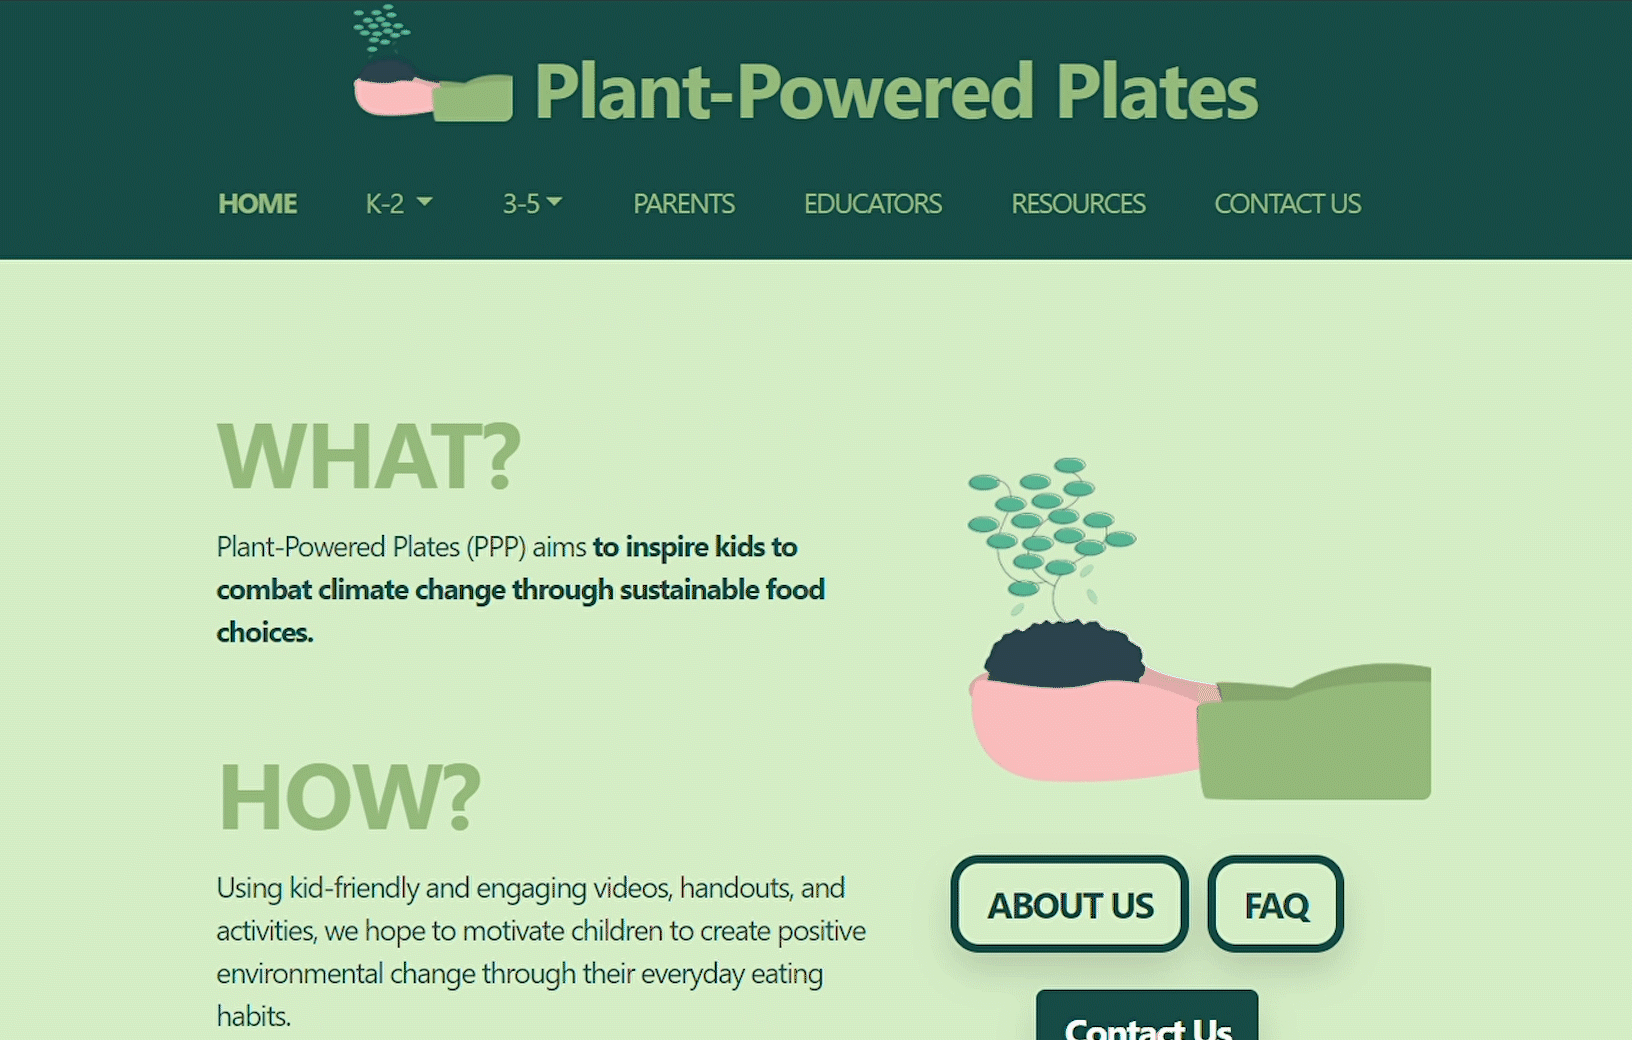 Plant-Powered Plates
HOME K-2 3-5 PARENTS EDUCATORS RESOURCES CONTACT US
WHAT?
Plant-Powered Plates (PPP) aims to inspire kids to
combat climate change through sustainable food
choices.
HOW?
Using kid-friendly and engaging videos, handouts, and
activities, we hope to motivate children to create positive
environmental change through their everyday eating
habits.
ABOUT US FAQ
Contact Us